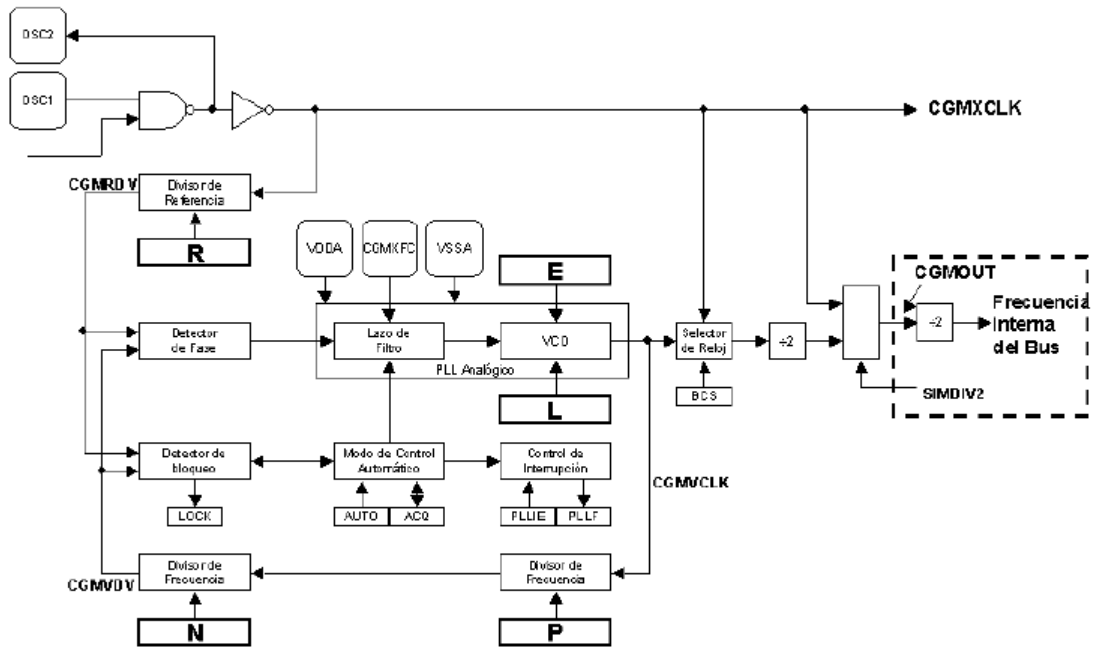 OSC2
OSC1
CGMXCLK
CGMRDV
Divisor de
Referencia
R
VDDA
CGMXFC
VSSA
E
CGMOUT
Frecuencia
Interna
del Bus
÷2
Detector
de Fase
Lazo de
Filtro
VCO
Selector
de Reloj
÷2
PLL Analógico
BCS
SIMDIV2
L
Detector de
bloqueo
Modo de Control
Automático
Control de
Interrupción
CGMVCLK
LOCK
AUTO
ACQ
PLLIE
PLLF
CGMVDV
Divisor de
Frecuencia
Divisor de
Frecuencia
N
P